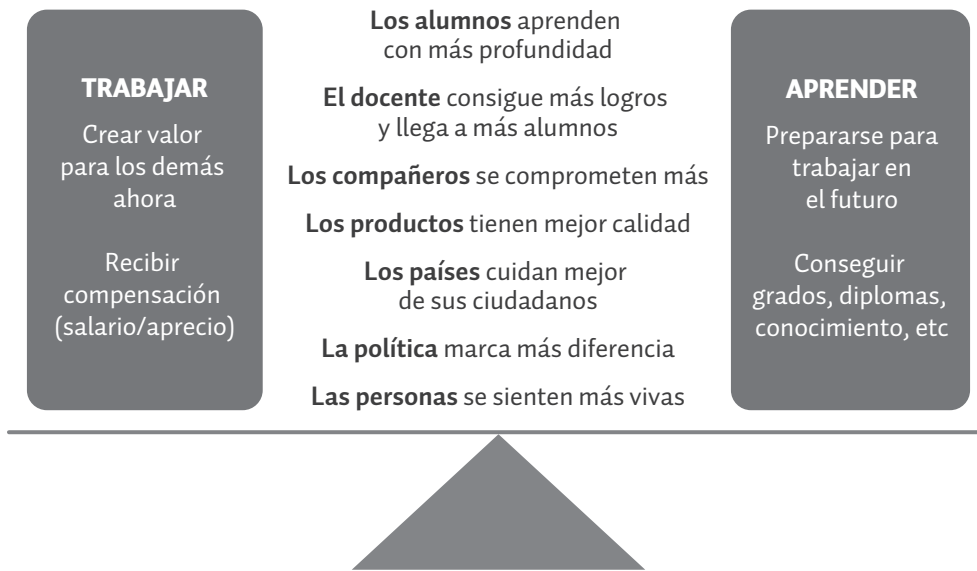 TRABAJAR
Crear valor
para los demás
ahora
Recibir
compensación
(salario/aprecio)
Los alumnos aprenden
con más profundidad
El docente consigue más logros
y llega a más alumnos
Los compañeros se comprometen más
Los productos tienen mejor calidad
Los países cuidan mejor
de sus ciudadanos
La política marca más diferencia
Las personas se sienten más vivas
APRENDER
Prepararse para
trabajar en
el futuro
Conseguir
grados, diplomas,
conocimiento, etc